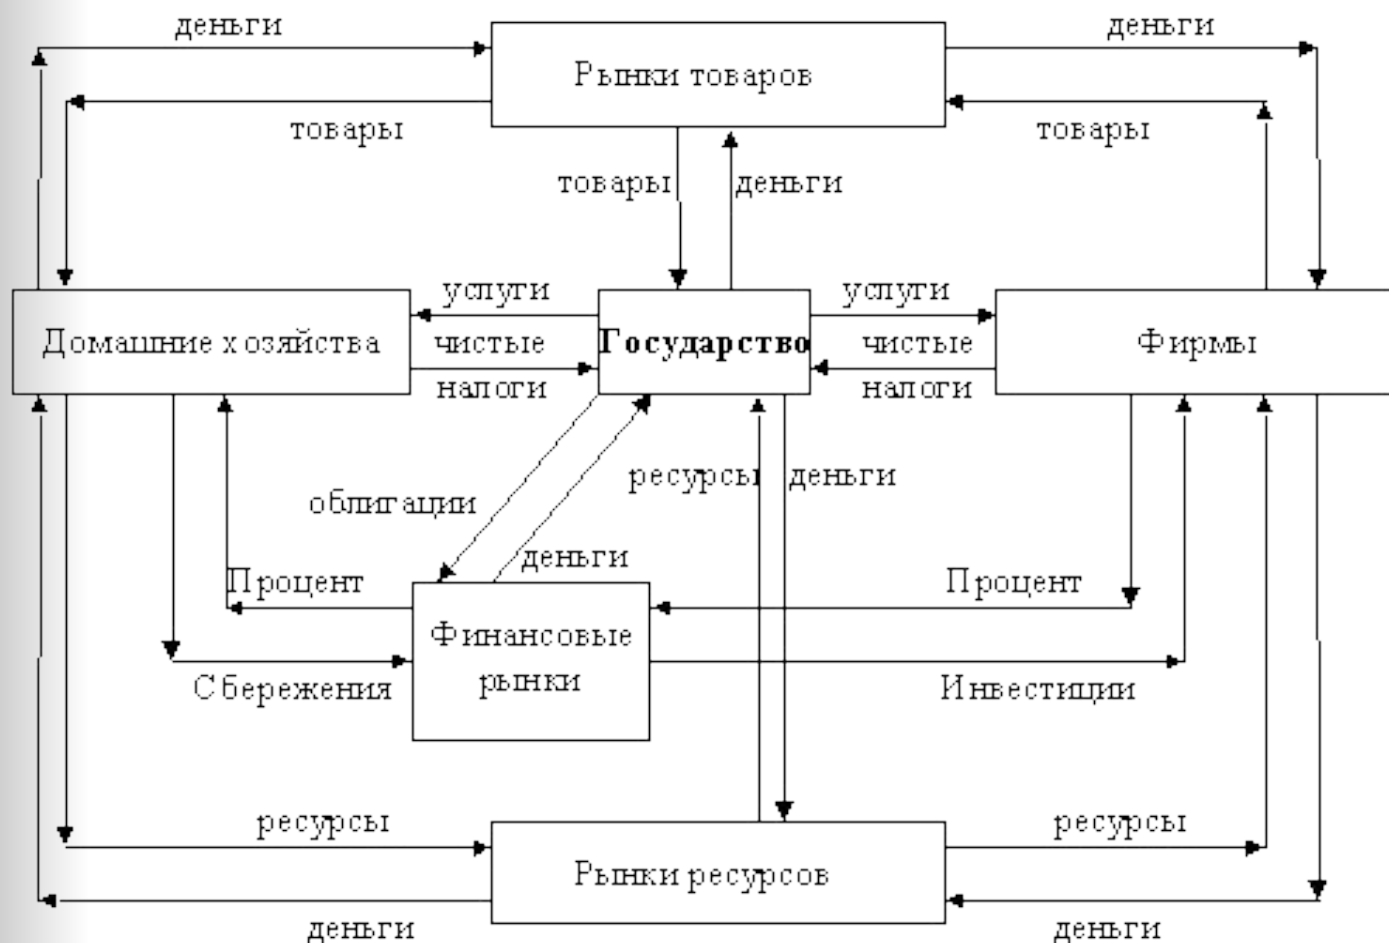 деньги
деньги
Рынки товаров
товары
товары
товары
деньги
услуги
услуги
Домашние хозяйства
чистые
Государство
чистые
Фирмы
налоги
налоги
ресурсы
деньги
облигации
деньги
Процент
Процент
Финансовые
рынки
Сбережения
Инвестиции
ресурсы
ресурсы
Рынки ресурсов
деньги
деньги